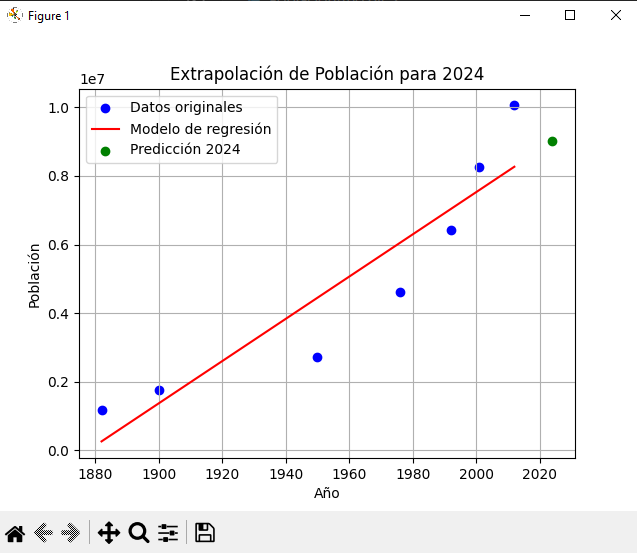 Figure 1
Extrapolación de Población para 2024
1e7
Datos originales
Modelo de regresión
Predicción 2024
1.0
0.8
0.6
0.4
0.2
0.0
Población
1880 1900 1920 1940 1960 1980 2000 2020
Año